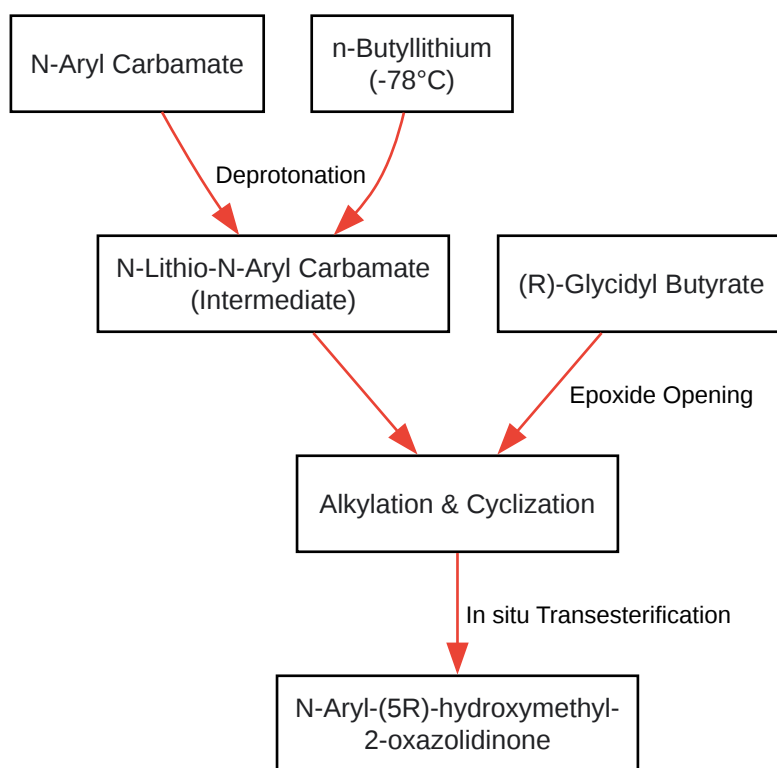 N-Aryl Carbamate
n-Butyllithium
(-78°C)
Deprotonation
N-Lithio-N-Aryl Carbamate
(Intermediate)
(R)-Glycidyl Butyrate
Epoxide Opening
Alkylation & Cyclization
In situ Transesterification
N-Aryl-(5R)-hydroxymethyl-
2-oxazolidinone